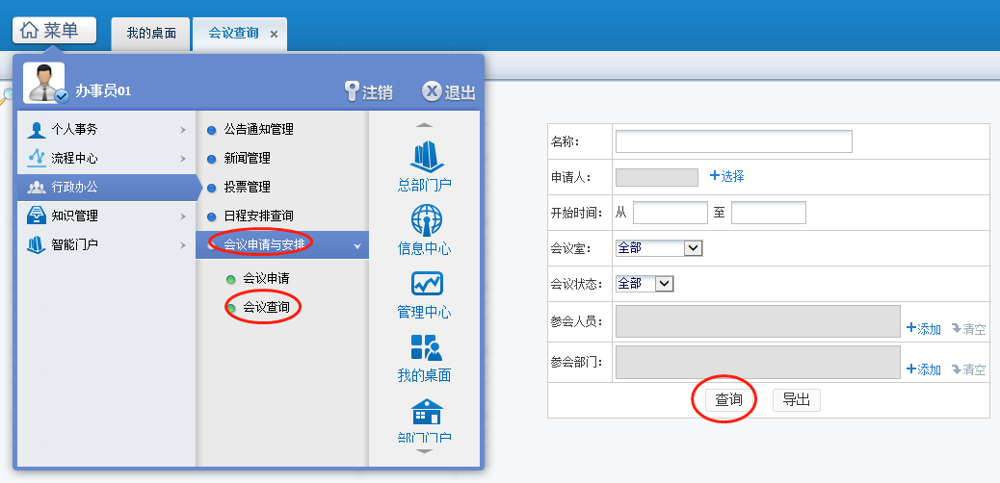 菜单
我的桌面
会议查询
办事员01
注销
退出
个人事务
流程中心
行政办公
知识管理
智能门户
公告通知管理
新闻管理
投票管理
日程安排查询
会议申请与安排
会议申请
会议查询
总部门户
信息中心
管理中心
我的桌面
部门门户
名称：
申请人： +选择
开始时间： 从 至
会议室： 全部
会议状态： 全部
参会人员： +添加 清空
参会部门： +添加 清空
查询 导出